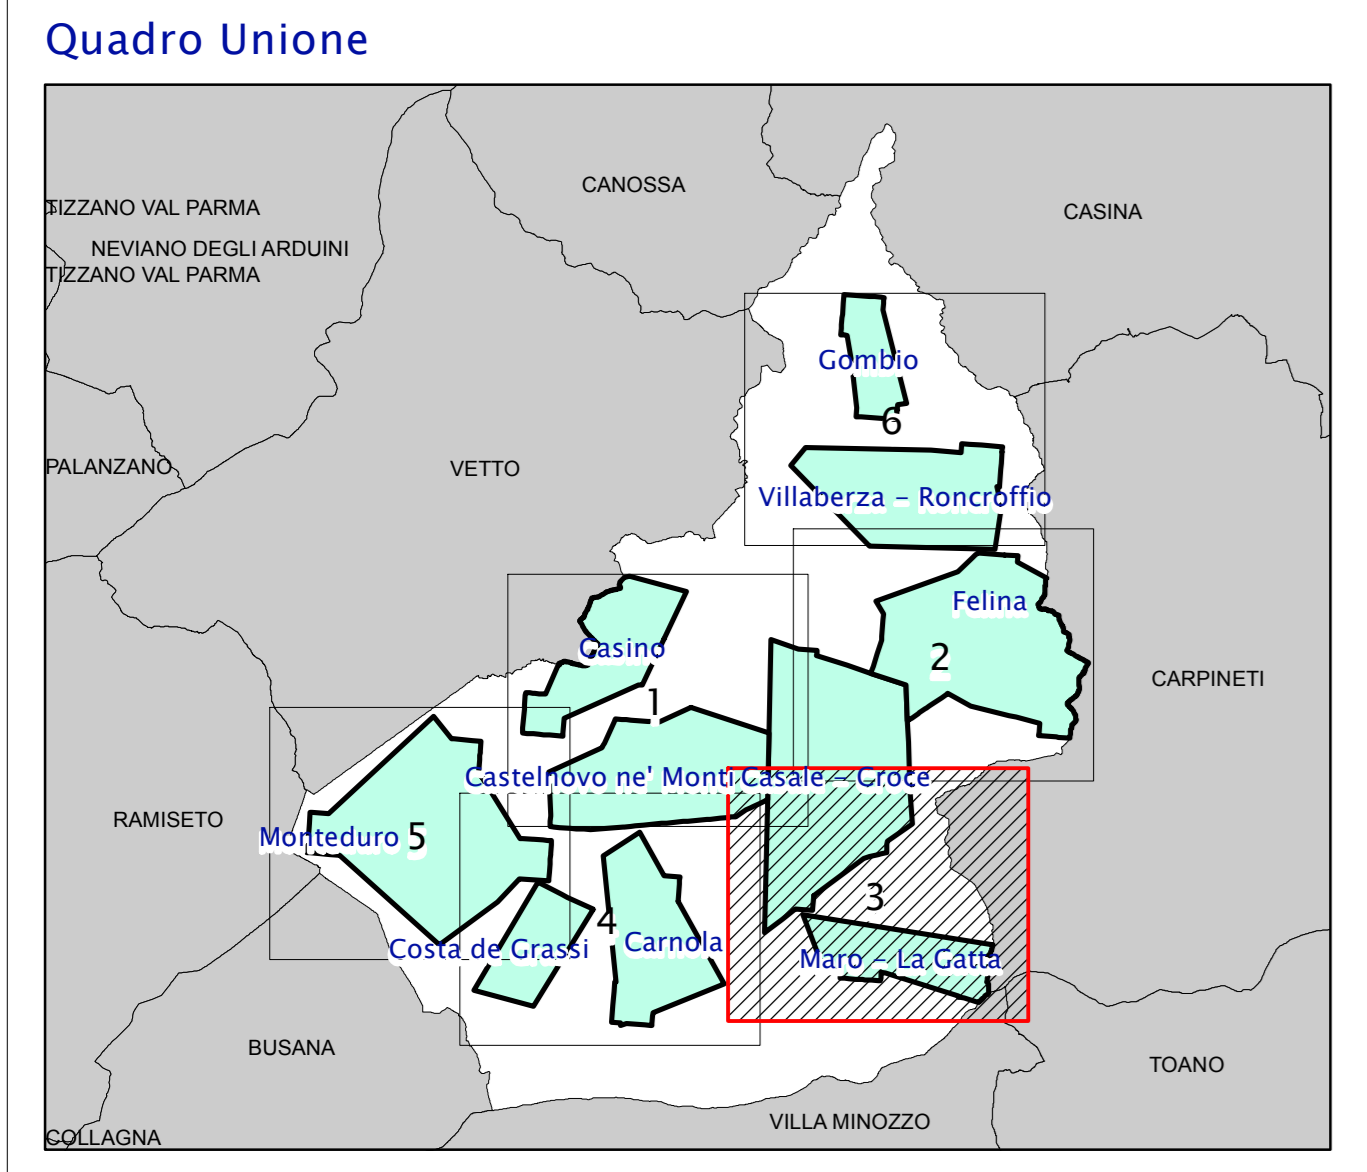 Quadro Unione
CANOSSA
TIZZANO VAL PARMA
CASINA
NEVIANO DEGLI ARDUINI
TIZZANO VAL PARMA
Gombio
6
PALANZANO
VETTO
Villaberza - Roncroffio
Felina
Casino
2
CARPINETI
1
Castelnovo ne' Monti
Casale - Croce
RAMISETO
Monteduro
5
3
4
Costa de Grassi
Carnola
Maro - La Gatta
BUSANA
TOANO
VILLA MINOZZO
COLLAGNA